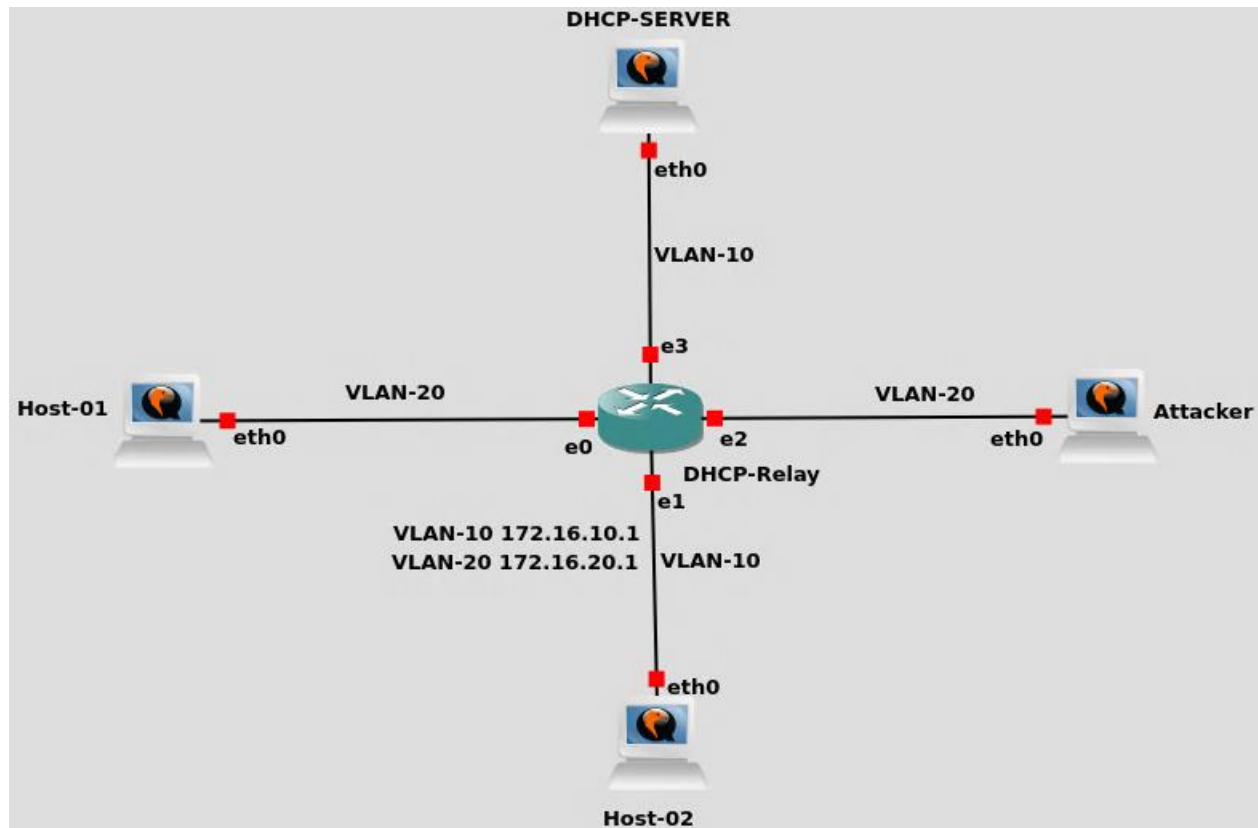 DHCP-SERVER
eth0
VLAN-10
e3
VLAN-20
VLAN-20
Host-01
Attacker
eth0
e0
e2
eth0
DHCP-Relay
e1
VLAN-10 172.16.10.1
VLAN-20 172.16.20.1
VLAN-10
eth0
Host-02